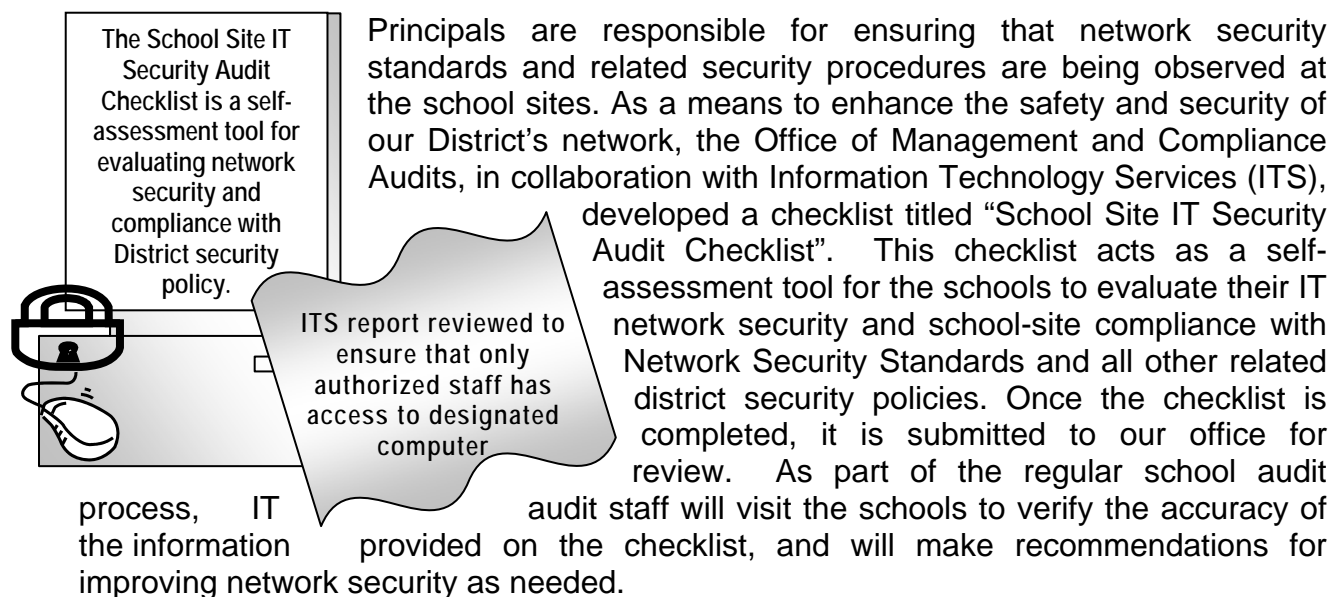 The School Site IT
Security Audit
Checklist is a self-
assessment tool for
evaluating network
security and
compliance with
District security
policy.
ITS report reviewed to
ensure that only
authorized staff has
access to designated
computer
Principals are responsible for ensuring that network security
standards and related security procedures are being observed at
the school sites. As a means to enhance the safety and security of
our District's network, the Office of Management and Compliance
Audits, in collaboration with Information Technology Services (ITS),
developed a checklist titled “School Site IT Security
Audit Checklist”. This checklist acts as a self-
assessment tool for the schools to evaluate their IT
network security and school-site compliance with
Network Security Standards and all other related
district security policies. Once the checklist is
completed, it is submitted to our office for
review. As part of the regular school audit
process, IT audit staff will visit the schools to verify the accuracy of
the information provided on the checklist, and will make recommendations for
improving network security as needed.